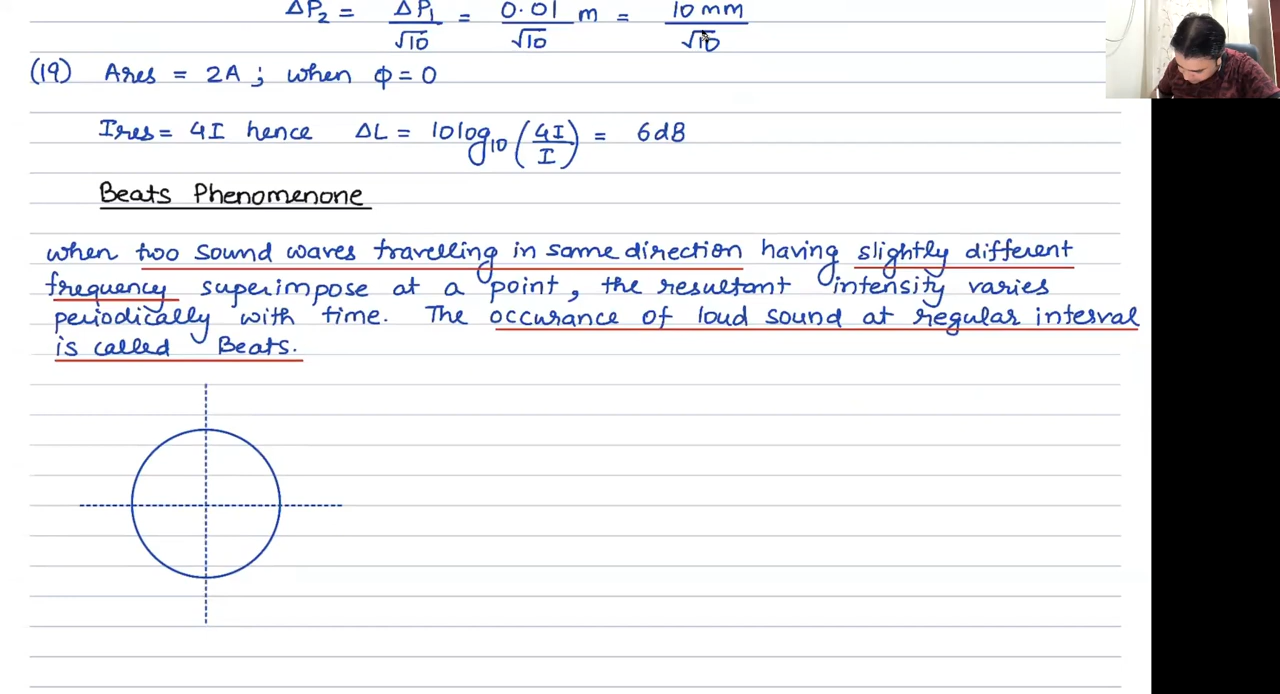 ΔP₂ = ΔP₁/√10 = 0.01/√10 m = 10 mm/√10
(19) Ares = 2A ; when φ = 0
Ires = 4I hence ΔL = 10log₁₀(4I/I) = 6dB
Beats Phenomenone
when two sound waves travelling in same direction having slightly different
frequency superimpose at a point, the resultant intensity varies
periodically with time. The occurance of loud sound at regular interval
is called Beats.